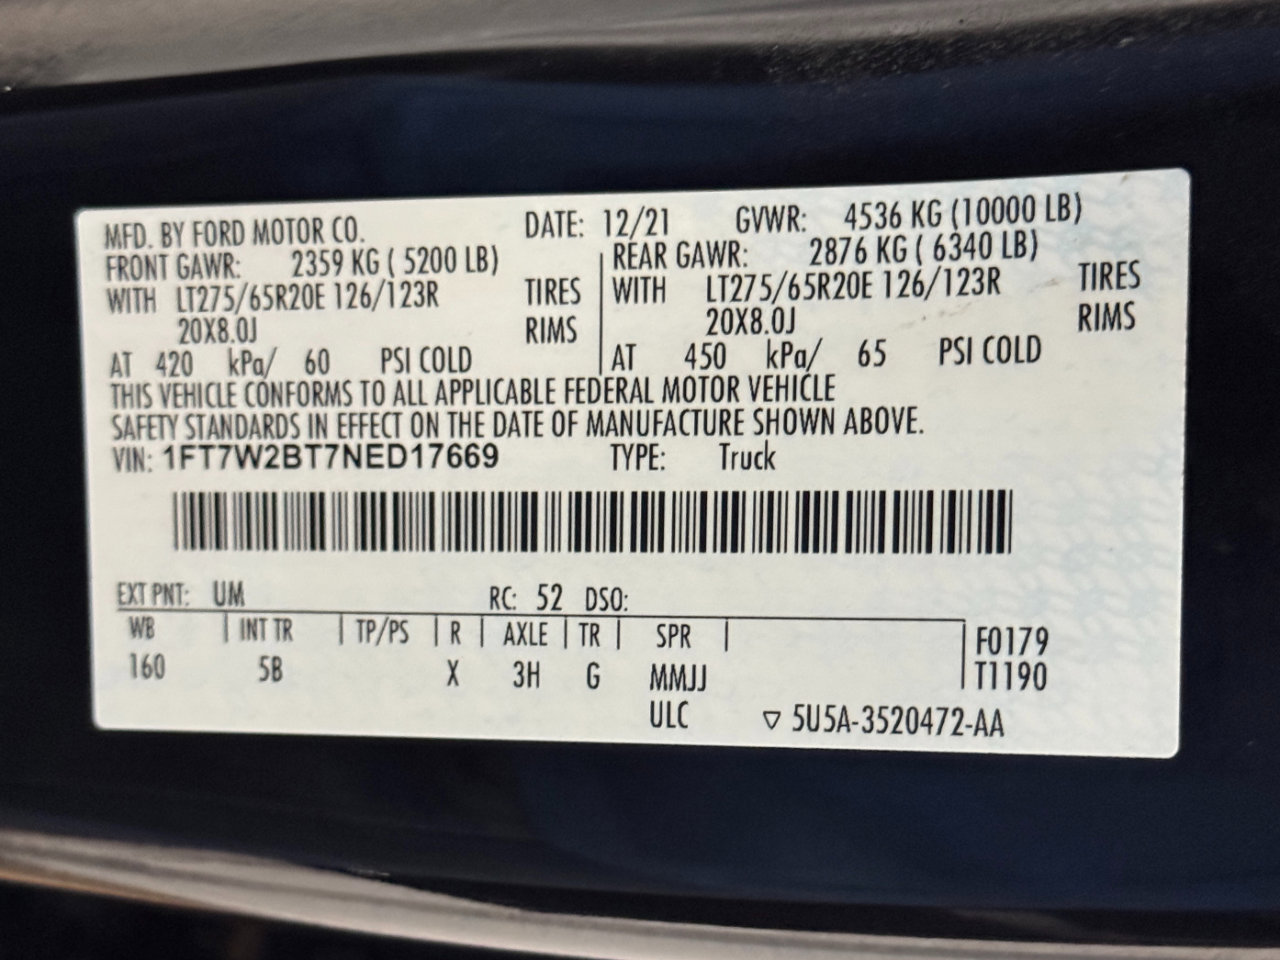 MFD. BY FORD MOTOR CO. DATE: 12/21 GVWR: 4536 KG (10000 LB)
FRONT GAWR: 2359 KG ( 5200 LB) REAR GAWR: 2876 KG ( 6340 LB)
WITH LT275/65R20E 126/123R TIRES WITH LT275/65R20E 126/123R TIRES
20X8.0J RIMS 20X8.0J RIMS
AT 420 kPa/ 60 PSI COLD AT 450 kPa/ 65 PSI COLD
THIS VEHICLE CONFORMS TO ALL APPLICABLE FEDERAL MOTOR VEHICLE
SAFETY STANDARDS IN EFFECT ON THE DATE OF MANUFACTURE SHOWN ABOVE.
VIN: 1FT7W2BT7NED17669 TYPE: Truck
EXT PNT: UM RC: 52 DSO:
WB INT TR TP/PS R AXLE TR SPR F0179
160 5B X 3H G MMJJ T1190
ULC ▽ 5U5A-3520472-AA